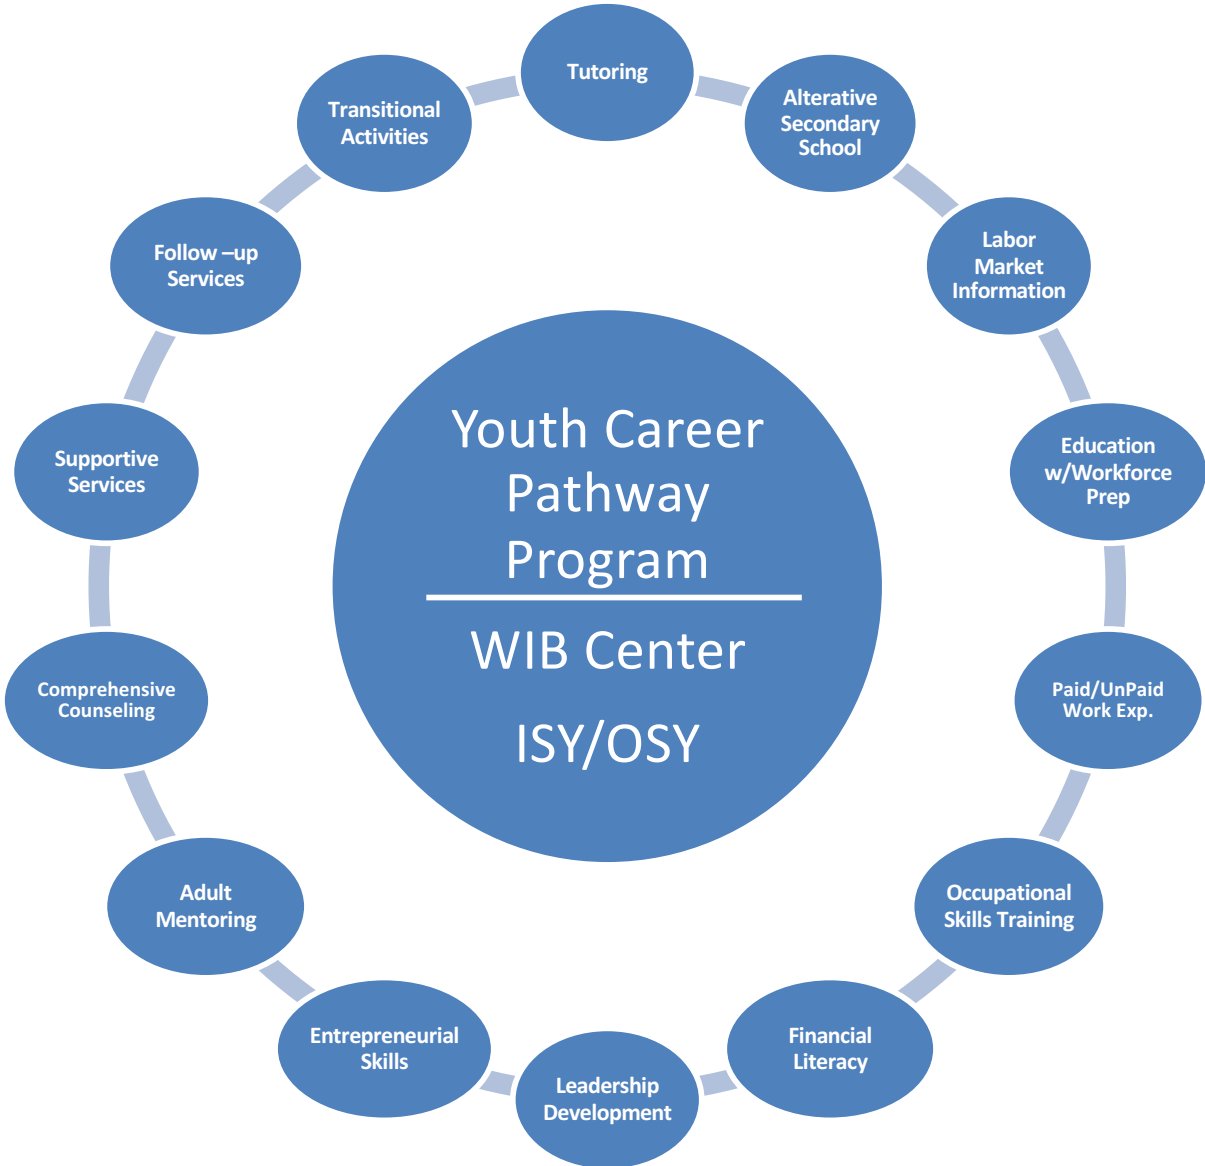 Tutoring
Alterative
Secondary
School
Labor
Market
Information
Education
w/Workforce
Prep
Paid/UnPaid
Work Exp.
Occupational
Skills Training
Financial
Literacy
Leadership
Development
Entrepreneurial
Skills
Adult
Mentoring
Comprehensive
Counseling
Supportive
Services
Follow –up
Services
Transitional
Activities
Youth Career
Pathway
Program
WIB Center
ISY/OSY